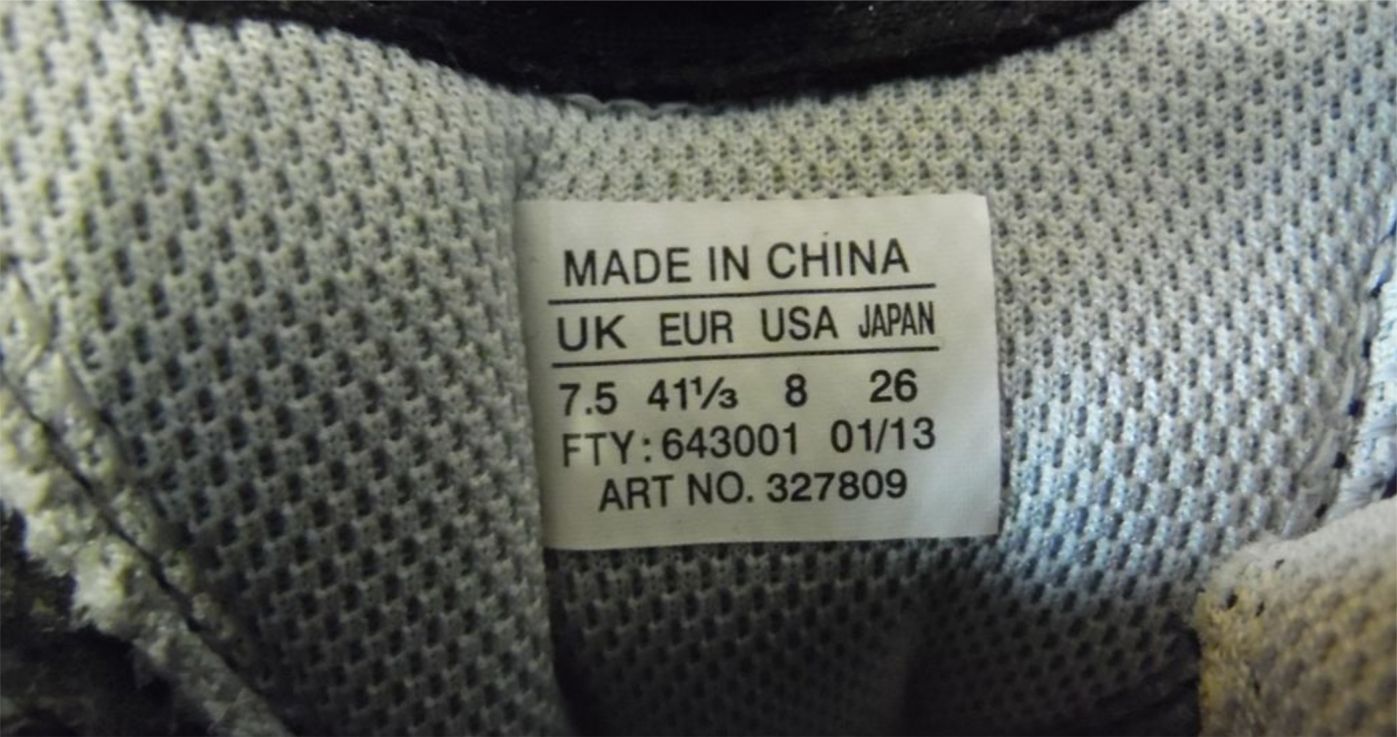 MADE IN CHINA
UK EUR USA JAPAN
7.5 41⅓ 8 26
FTY: 643001 01/13
ART NO. 327809